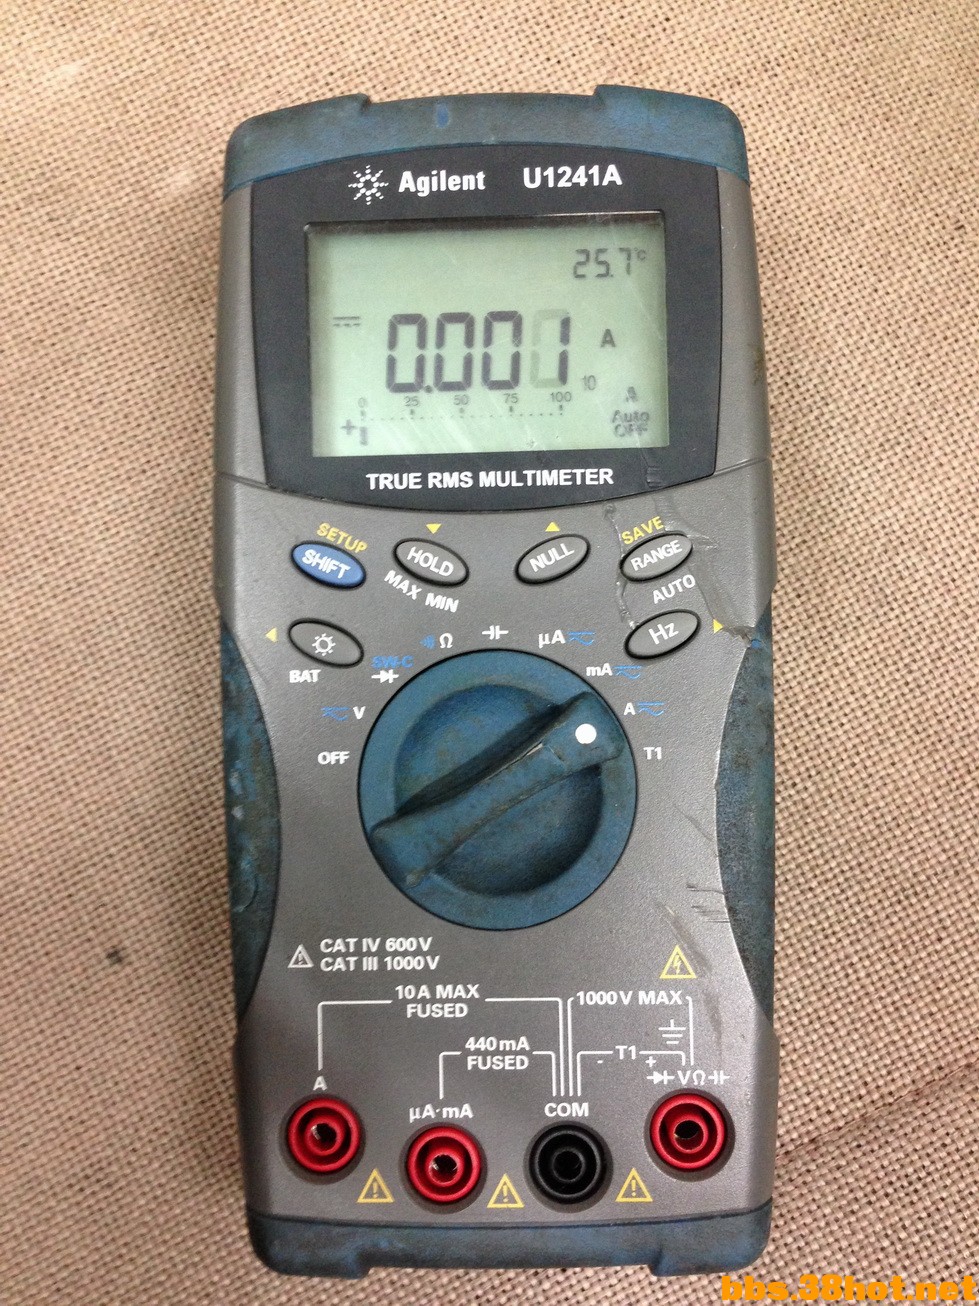 Agilent U1241A
25.7°C
0.001 A
10
0 25 50 75 100
+
Auto
OFF
TRUE RMS MULTIMETER
SETUP
SHIFT
HOLD
MAX MIN
NULL
SAVE
RANGE
AUTO
BAT
Hz
SW-C
Ω
µA
mA
V
A
OFF
T1
CAT IV 600V
CAT III 1000V
10A MAX
FUSED
1000V MAX
440mA
FUSED
- T1 +
A
µA·mA
COM
VΩ
bbs.38hot.net